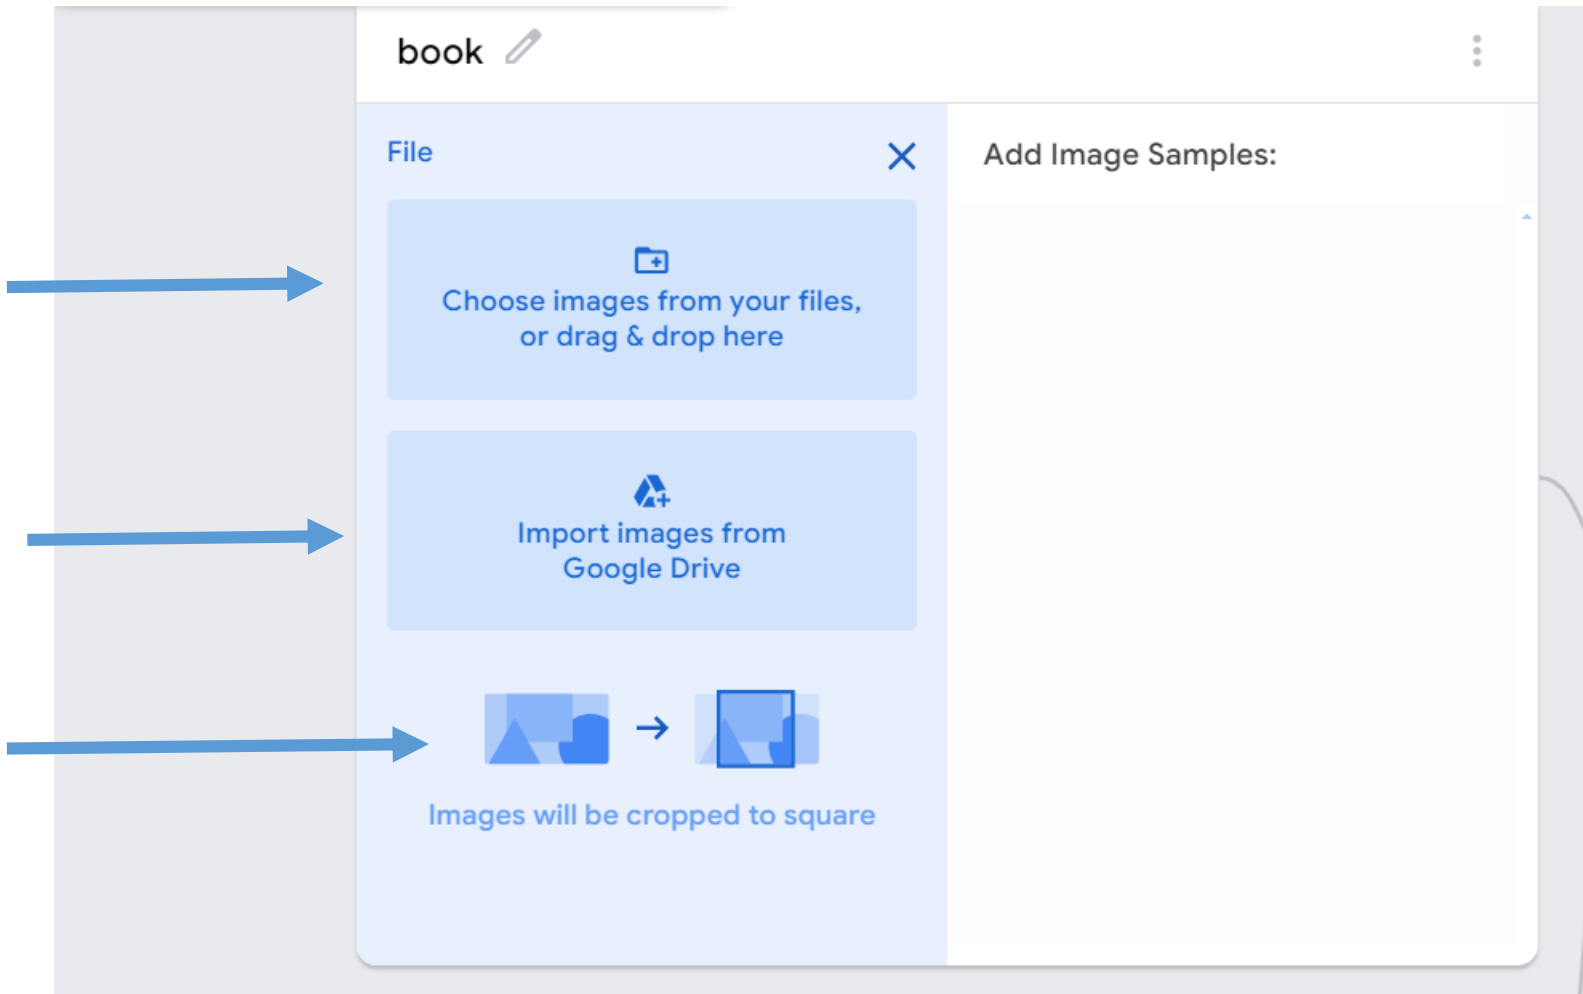 book
File
Add Image Samples:
Choose images from your files,
or drag & drop here
Import images from
Google Drive
Images will be cropped to square